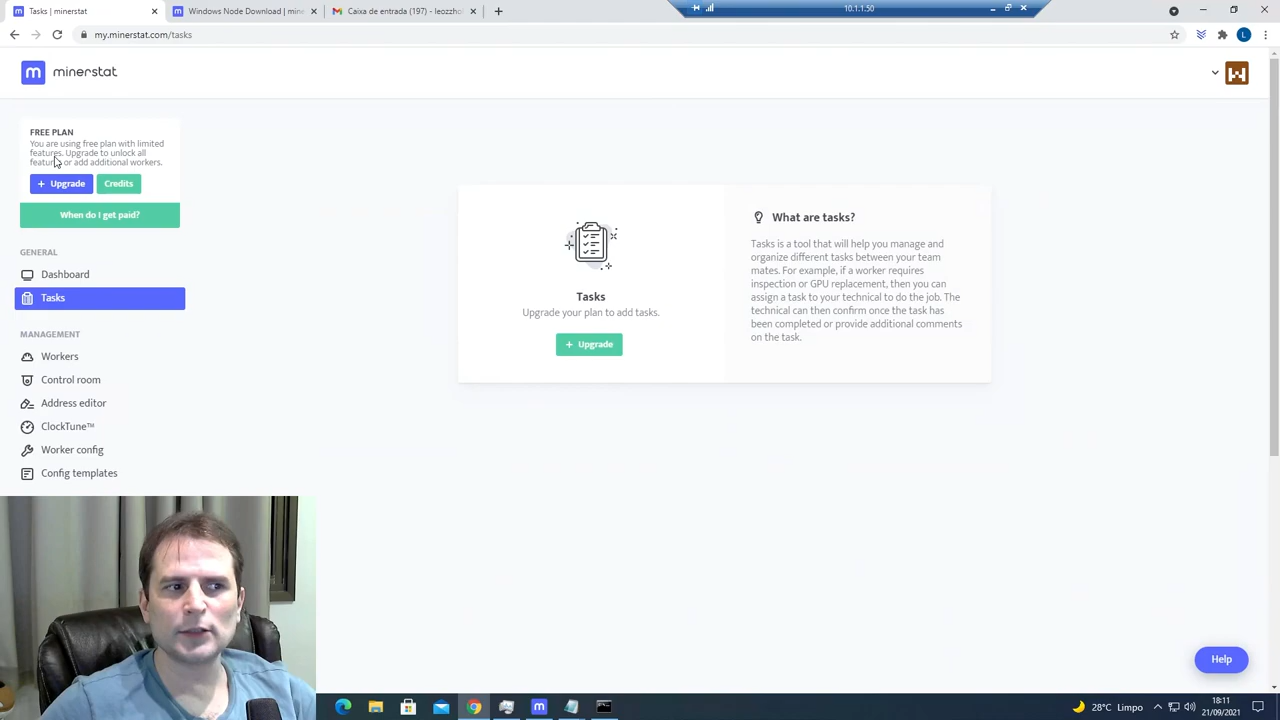 Tasks | minerstat
Windows Node Download | mine
Caixa de entrada (197) - leozzho
10.1.1.50
my.minerstat.com/tasks
L
m minerstat
FREE PLAN
You are using free plan with limited
features. Upgrade to unlock all
features or add additional workers.
+ Upgrade
Credits
When do I get paid?
GENERAL
Dashboard
Tasks
MANAGEMENT
Workers
Control room
Address editor
ClockTune™
Worker config
Config templates
Tasks
Upgrade your plan to add tasks.
+ Upgrade
What are tasks?
Tasks is a tool that will help you manage and
organize different tasks between your team
mates. For example, if a worker requires
inspection or GPU replacement, then you can
assign a task to your technical to do the job. The
technical can then confirm once the task has
been completed or provide additional comments
on the task.
Help
28°C Limpo
18:11
21/09/2021